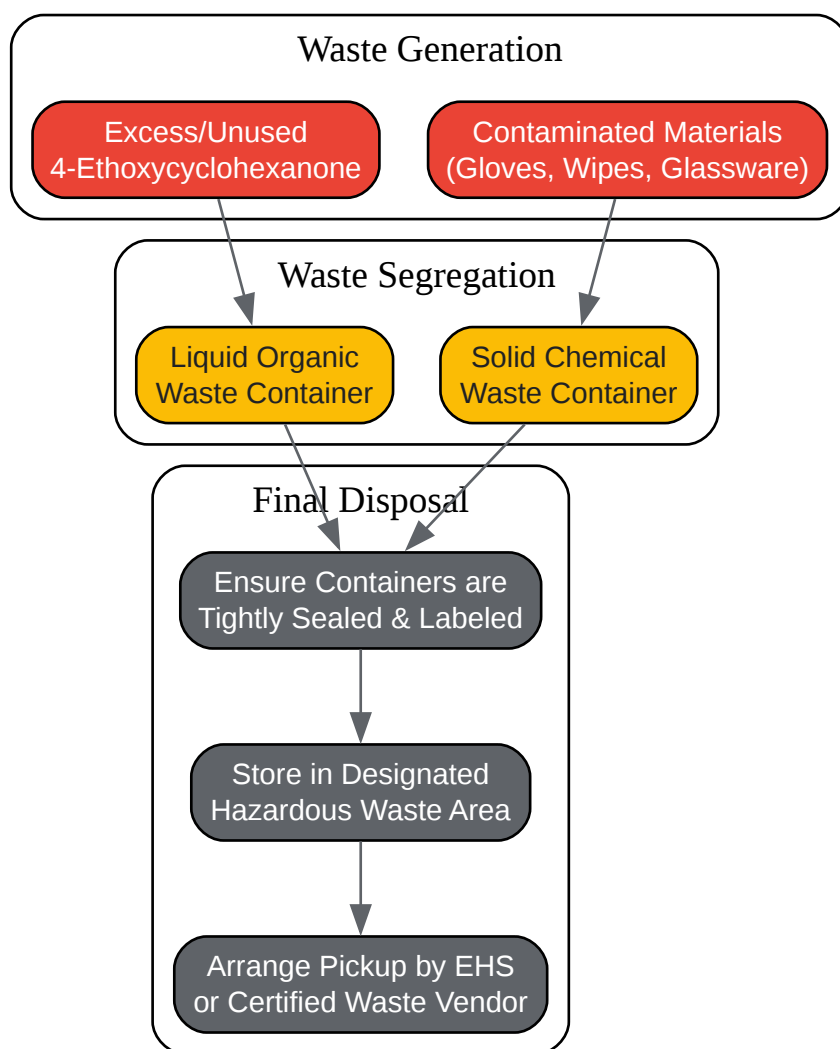 Waste Generation
Excess/Unused
4-Ethoxycyclohexanone
Contaminated Materials
(Gloves, Wipes, Glassware)
Waste Segregation
Liquid Organic
Waste Container
Solid Chemical
Waste Container
Final Disposal
Ensure Containers are
Tightly Sealed & Labeled
Store in Designated
Hazardous Waste Area
Arrange Pickup by EHS
or Certified Waste Vendor